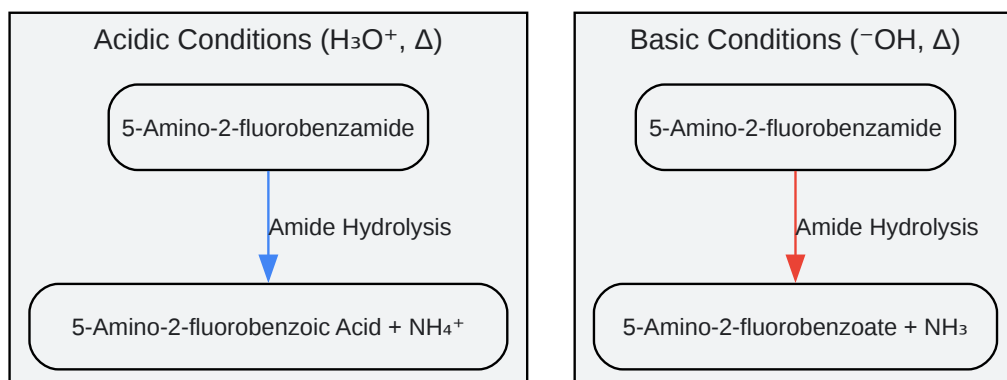 Acidic Conditions (H₃O⁺, Δ)
5-Amino-2-fluorobenzamide
Amide Hydrolysis
5-Amino-2-fluorobenzoic Acid + NH₄⁺
Basic Conditions (⁻OH, Δ)
5-Amino-2-fluorobenzamide
Amide Hydrolysis
5-Amino-2-fluorobenzoate + NH₃